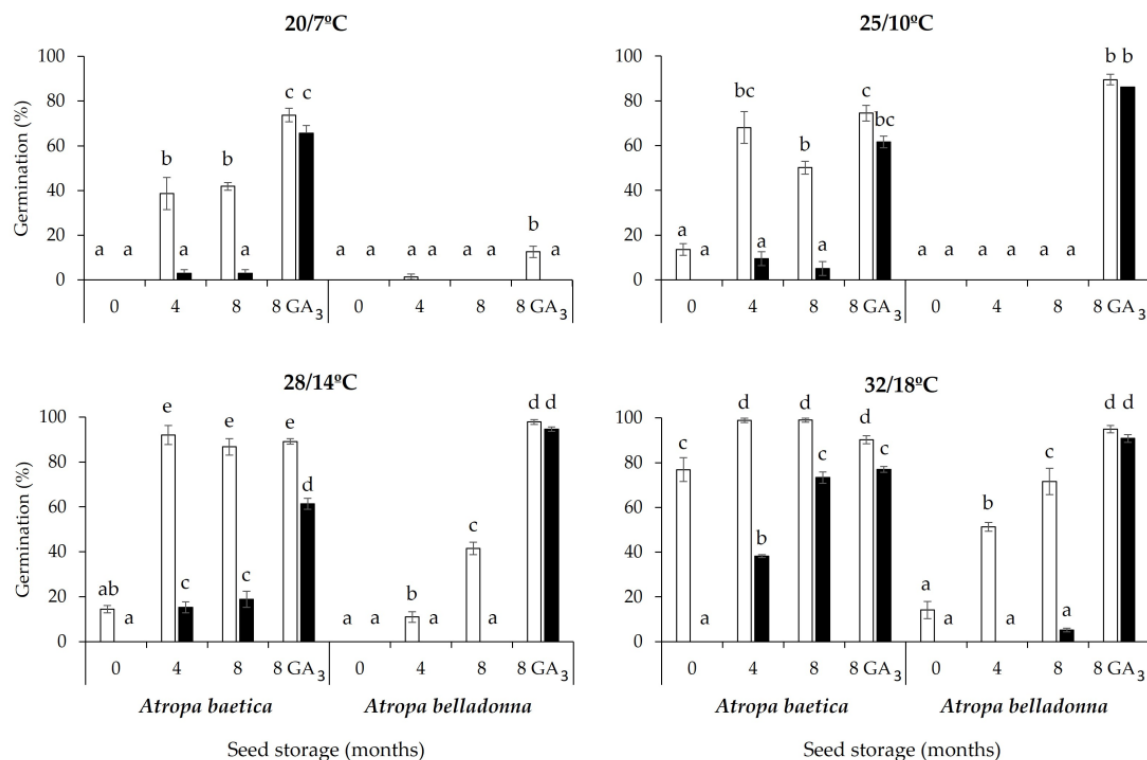 20/7ºC
Germination (%)
100
80
60
40
20
0
a a b a b a c c a a a a a a b a
0 4 8 8 GA₃ 0 4 8 8 GA₃
25/10ºC
Germination (%)
100
80
60
40
20
0
a a bc a b a c bc a a a a a a b b
0 4 8 8 GA₃ 0 4 8 8 GA₃
28/14ºC
Germination (%)
100
80
60
40
20
0
ab a e c e c e d a a b a c a d d
0 4 8 8 GA₃ 0 4 8 8 GA₃
Atropa baetica Atropa belladonna
Seed storage (months)
32/18ºC
Germination (%)
100
80
60
40
20
0
c a d b d c d c a a b a c a d d
0 4 8 8 GA₃ 0 4 8 8 GA₃
Atropa baetica Atropa belladonna
Seed storage (months)